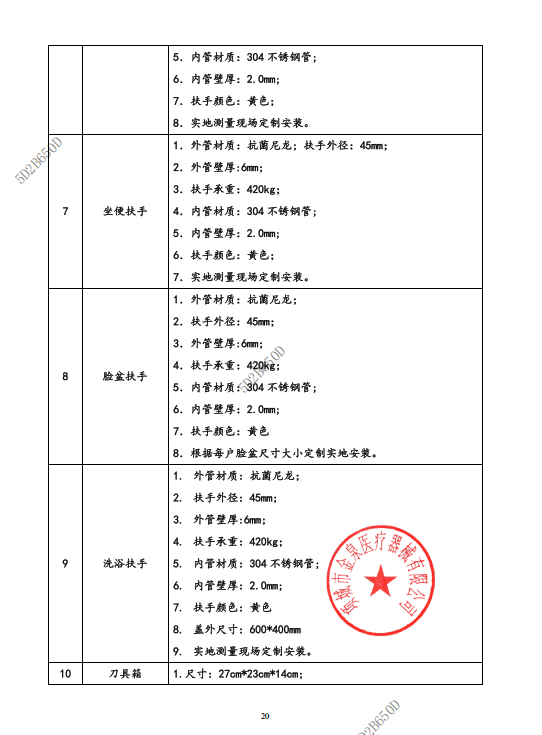 5. 内管材质：304 不锈钢管；
6. 内管壁厚：2.0mm；
7. 扶手颜色：黄色；
8. 实地测量现场定制安装。
7
坐便扶手
1. 外管材质：抗菌尼龙；扶手外径：45mm；
2. 外管壁厚:6mm；
3. 扶手承重：420kg；
4. 内管材质：304 不锈钢管；
5. 内管壁厚：2.0mm；
6. 扶手颜色：黄色；
7. 实地测量现场定制安装。
8
脸盆扶手
1. 外管材质：抗菌尼龙；
2. 扶手外径：45mm；
3. 外管壁厚:6mm；
4. 扶手承重：420kg；
5. 内管材质：304 不锈钢管；
6. 内管壁厚：2.0mm；
7. 扶手颜色：黄色
8. 根据每户脸盆尺寸大小定制实地安装。
9
洗浴扶手
1. 外管材质：抗菌尼龙；
2. 扶手外径：45mm；
3. 外管壁厚:6mm；
4. 扶手承重：420kg；
5. 内管材质：304 不锈钢管；
6. 内管壁厚：2.0mm；
7. 扶手颜色：黄色
8. 盖外尺寸：600*400mm
9. 实地测量现场定制安装。
10
刀具箱
1.尺寸：27cm*23cm*14cm；
20
5D2B650D
5D2B650D
5D2B650D
城市金泉医疗器械有限公司